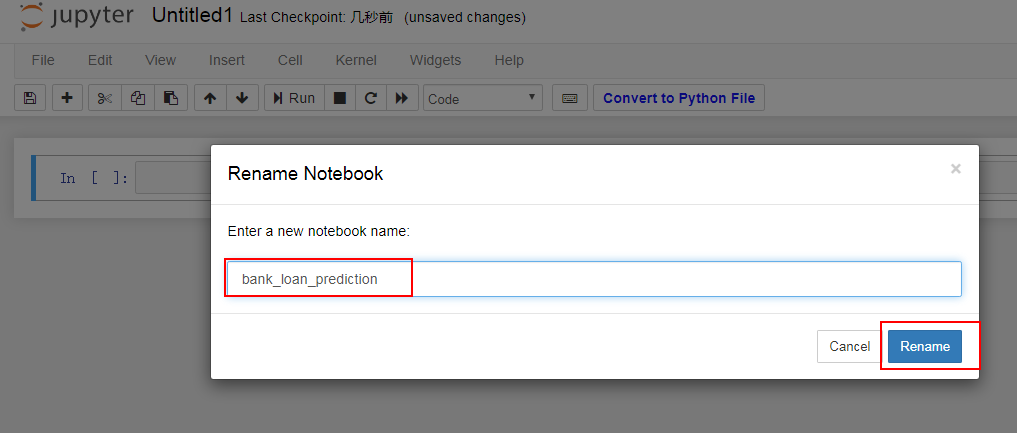 jupyter Untitled1 Last Checkpoint: 几秒前 (unsaved changes)
File Edit View Insert Cell Kernel Widgets Help
Run Code Convert to Python File
In [ ]:
Rename Notebook ×
Enter a new notebook name:
bank_loan_prediction
Cancel Rename